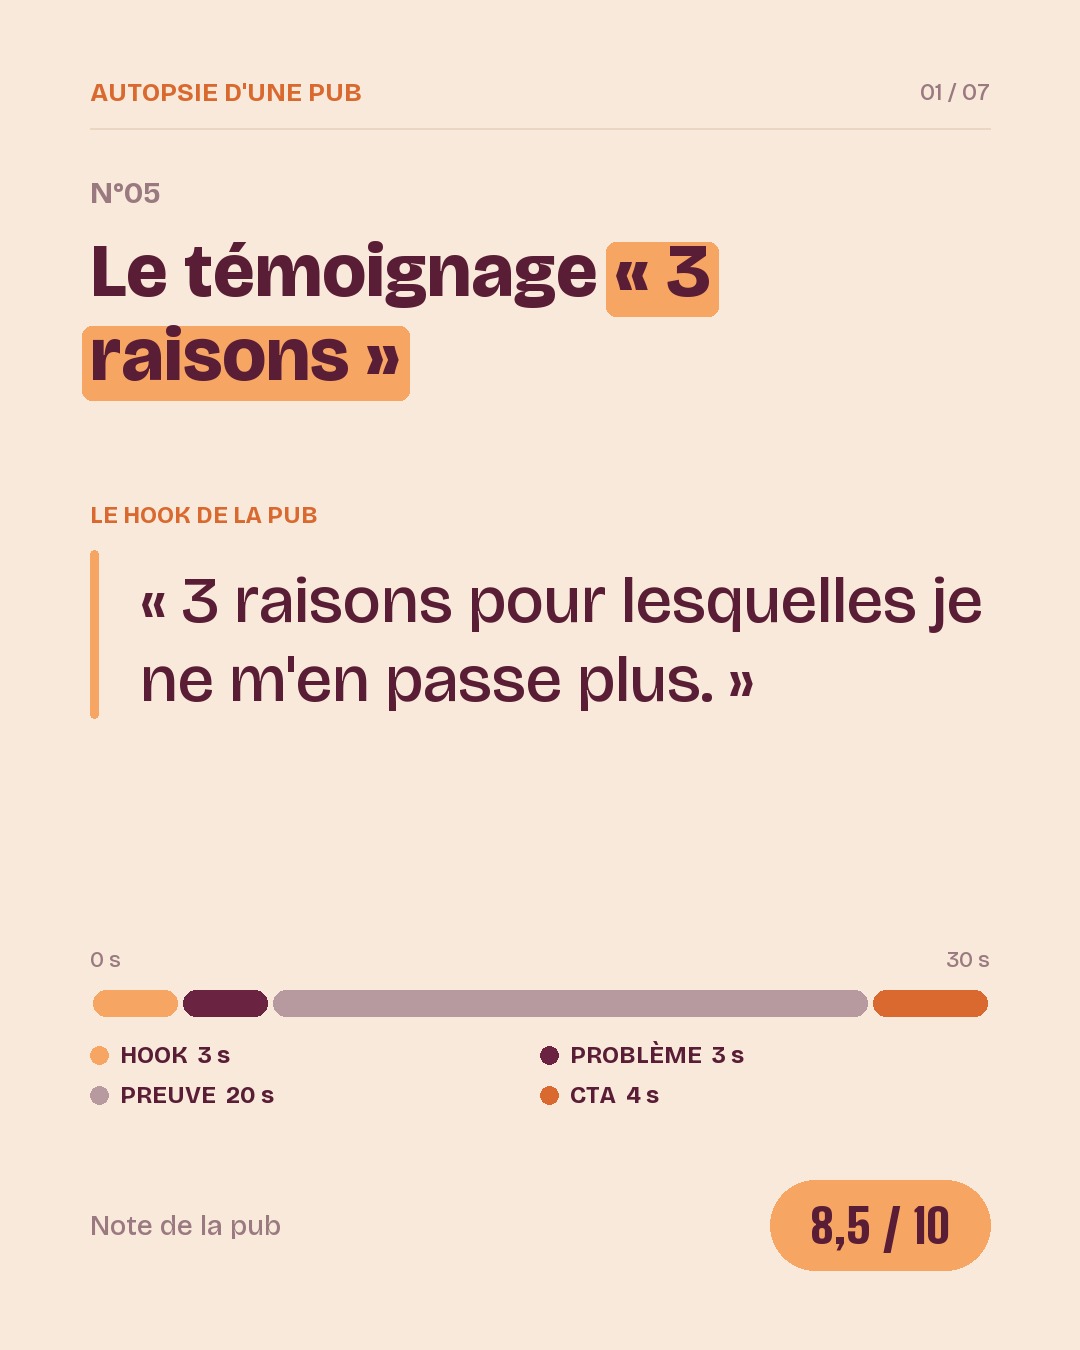 AUTOPSIE D'UNE PUB
01 / 07
N°05
Le témoignage « 3
raisons »
LE HOOK DE LA PUB
« 3 raisons pour lesquelles je
ne m'en passe plus. »
0 s
30 s
HOOK 3 s
PROBLÈME 3 s
PREUVE 20 s
CTA 4 s
Note de la pub
8,5 / 10